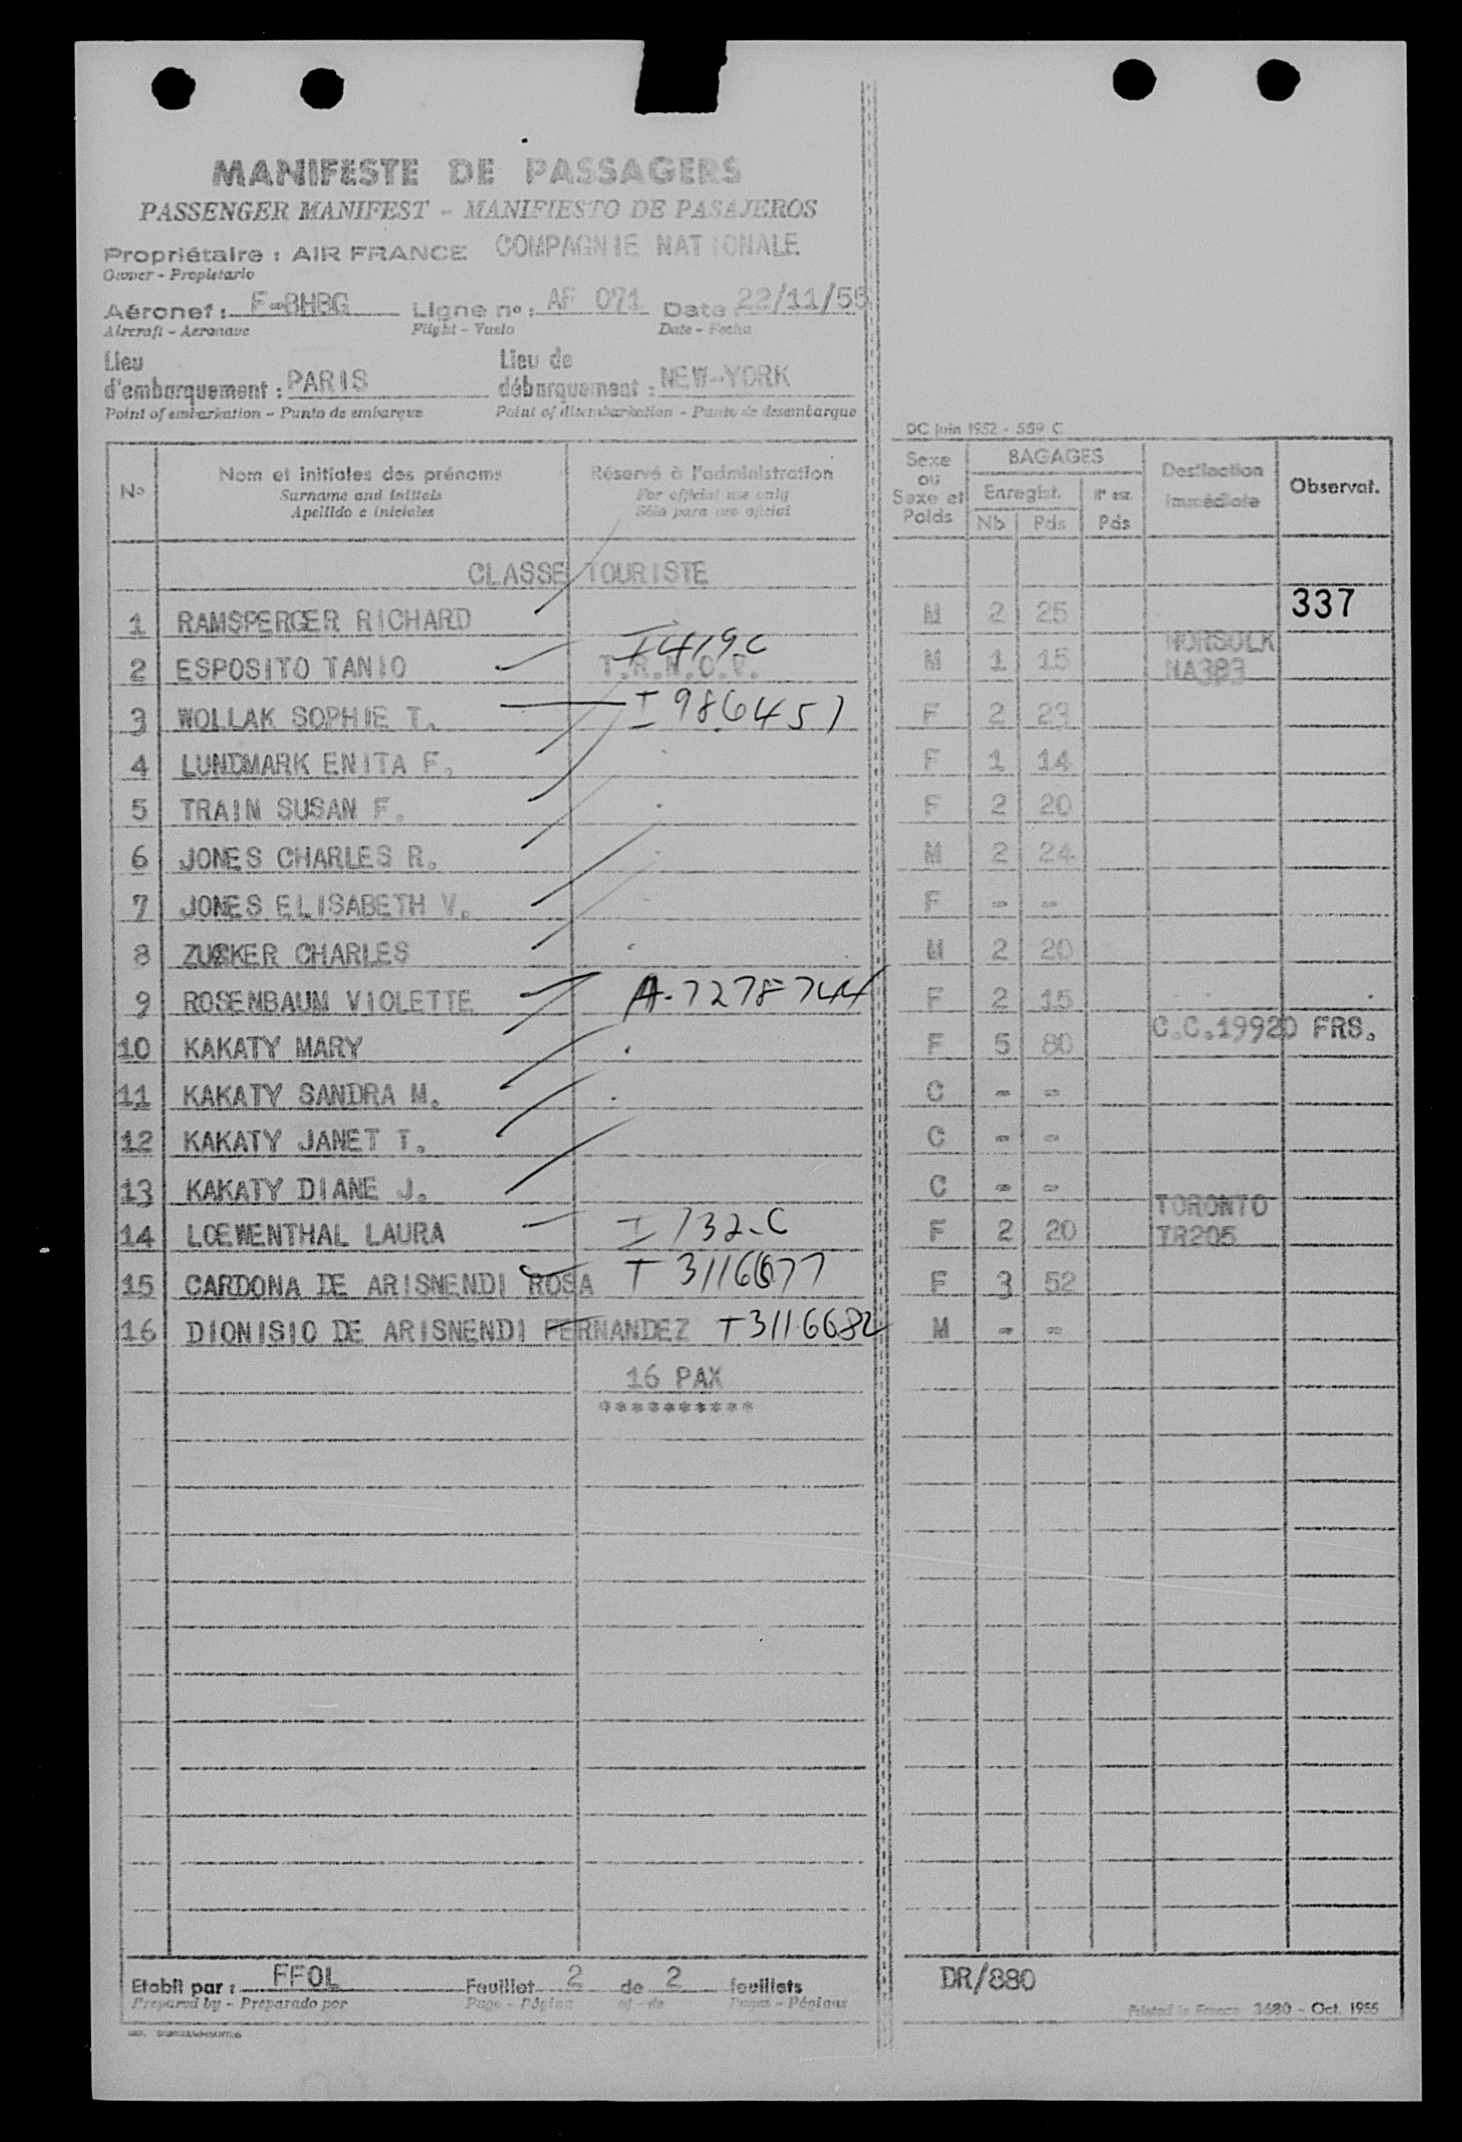 MANIFESTE DE PASSAGERS
PASSENGER MANIFEST - MANIFIESTO DE PASAJEROS
Propriétaire : AIR FRANCE COMPAGNIE NATIONALE
Owner - Propietario
Aéronef : F-BHBG Ligne n° : AF 071 Date 22/11/55
Aircraft - Aeronave Flight - Vuelo Date - Fecha
Lieu d'embarquement : PARIS Lieu de débarquement : NEW-YORK
Point of embarkation - Punto de embarque Point of disembarkation - Punto de desembarque
DC Juin 1952 - 559 C
N° Nom et initiales des prénoms Réservé à l'administration Sexe ou Sexe et Poids BAGAGES Destination immédiate Observat.
Surname and initials For official use only Enregist. N° enr.
Apellido e iniciales Sólo para uso oficial Nb Pds Pds
CLASSE TOURISTE
337
1 RAMSPERGER RICHARD M 2 25
2 ESPOSITO TANIO I419C T.R.N.O.V. M 1 15 NORSOLK NA3B3
3 WOLLAK SOPHIE T. I 986451 F 2 23
4 LUNDMARK ENITA F. F 1 14
5 TRAIN SUSAN F. F 2 20
6 JONES CHARLES R. M 2 24
7 JONES ELISABETH V. F - -
8 ZUCKER CHARLES M 2 20
9 ROSENBAUM VIOLETTE A-7278744 F 2 15
10 KAKATY MARY F 5 80 C.C.19920 FRS.
11 KAKATY SANDRA M. C - -
12 KAKATY JANET T. C - -
13 KAKATY DIANE J. C - -
14 LOEWENTHAL LAURA I 132-C F 2 20 TORONTO TR205
15 CARDONA DE ARISNENDI ROSA T 3116677 F 3 52
16 DIONISIO DE ARISNENDI FERNANDEZ T3116682 M - -
16 PAX
**********
Etabli par : FFOL Feuillet 2 de 2 feuillets DR/880
Prepared by - Preparado por Page - Página of - de Pages - Páginas
Printed in France 3680 - Oct. 1955